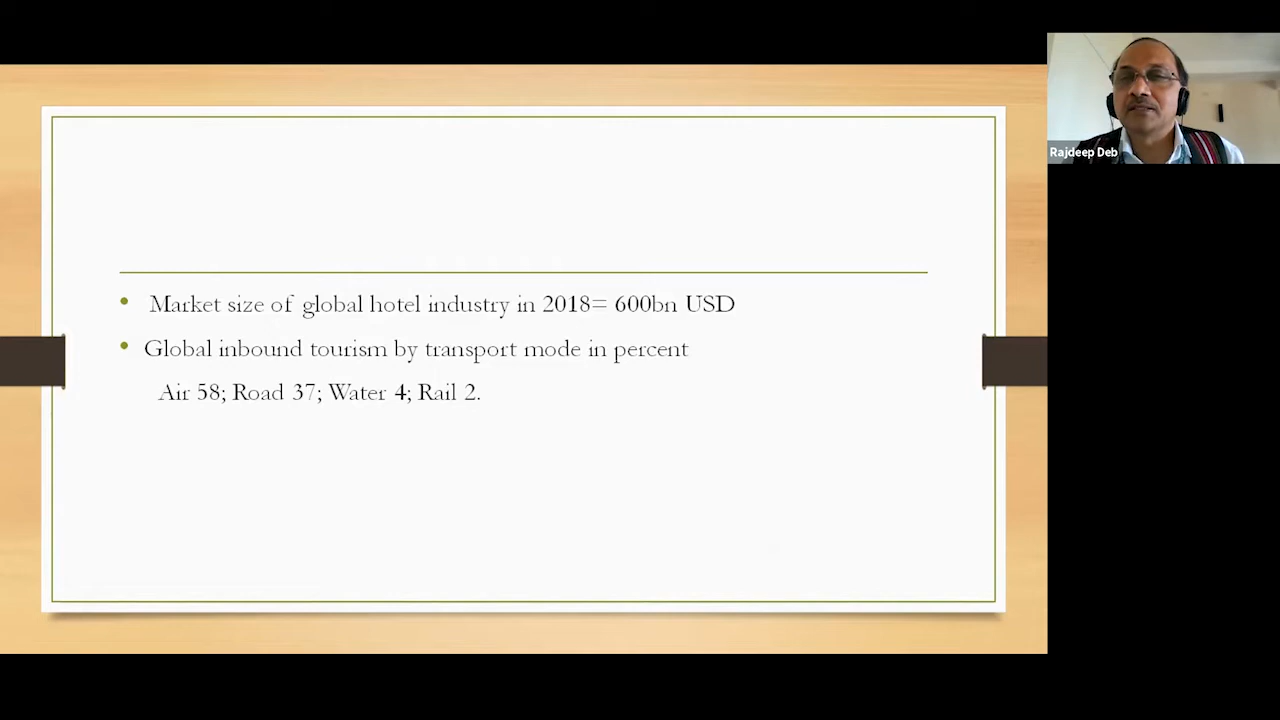 Market size of global hotel industry in 2018= 600bn USD
Global inbound tourism by transport mode in percent
Air 58; Road 37; Water 4; Rail 2.
Rajdeep Deb